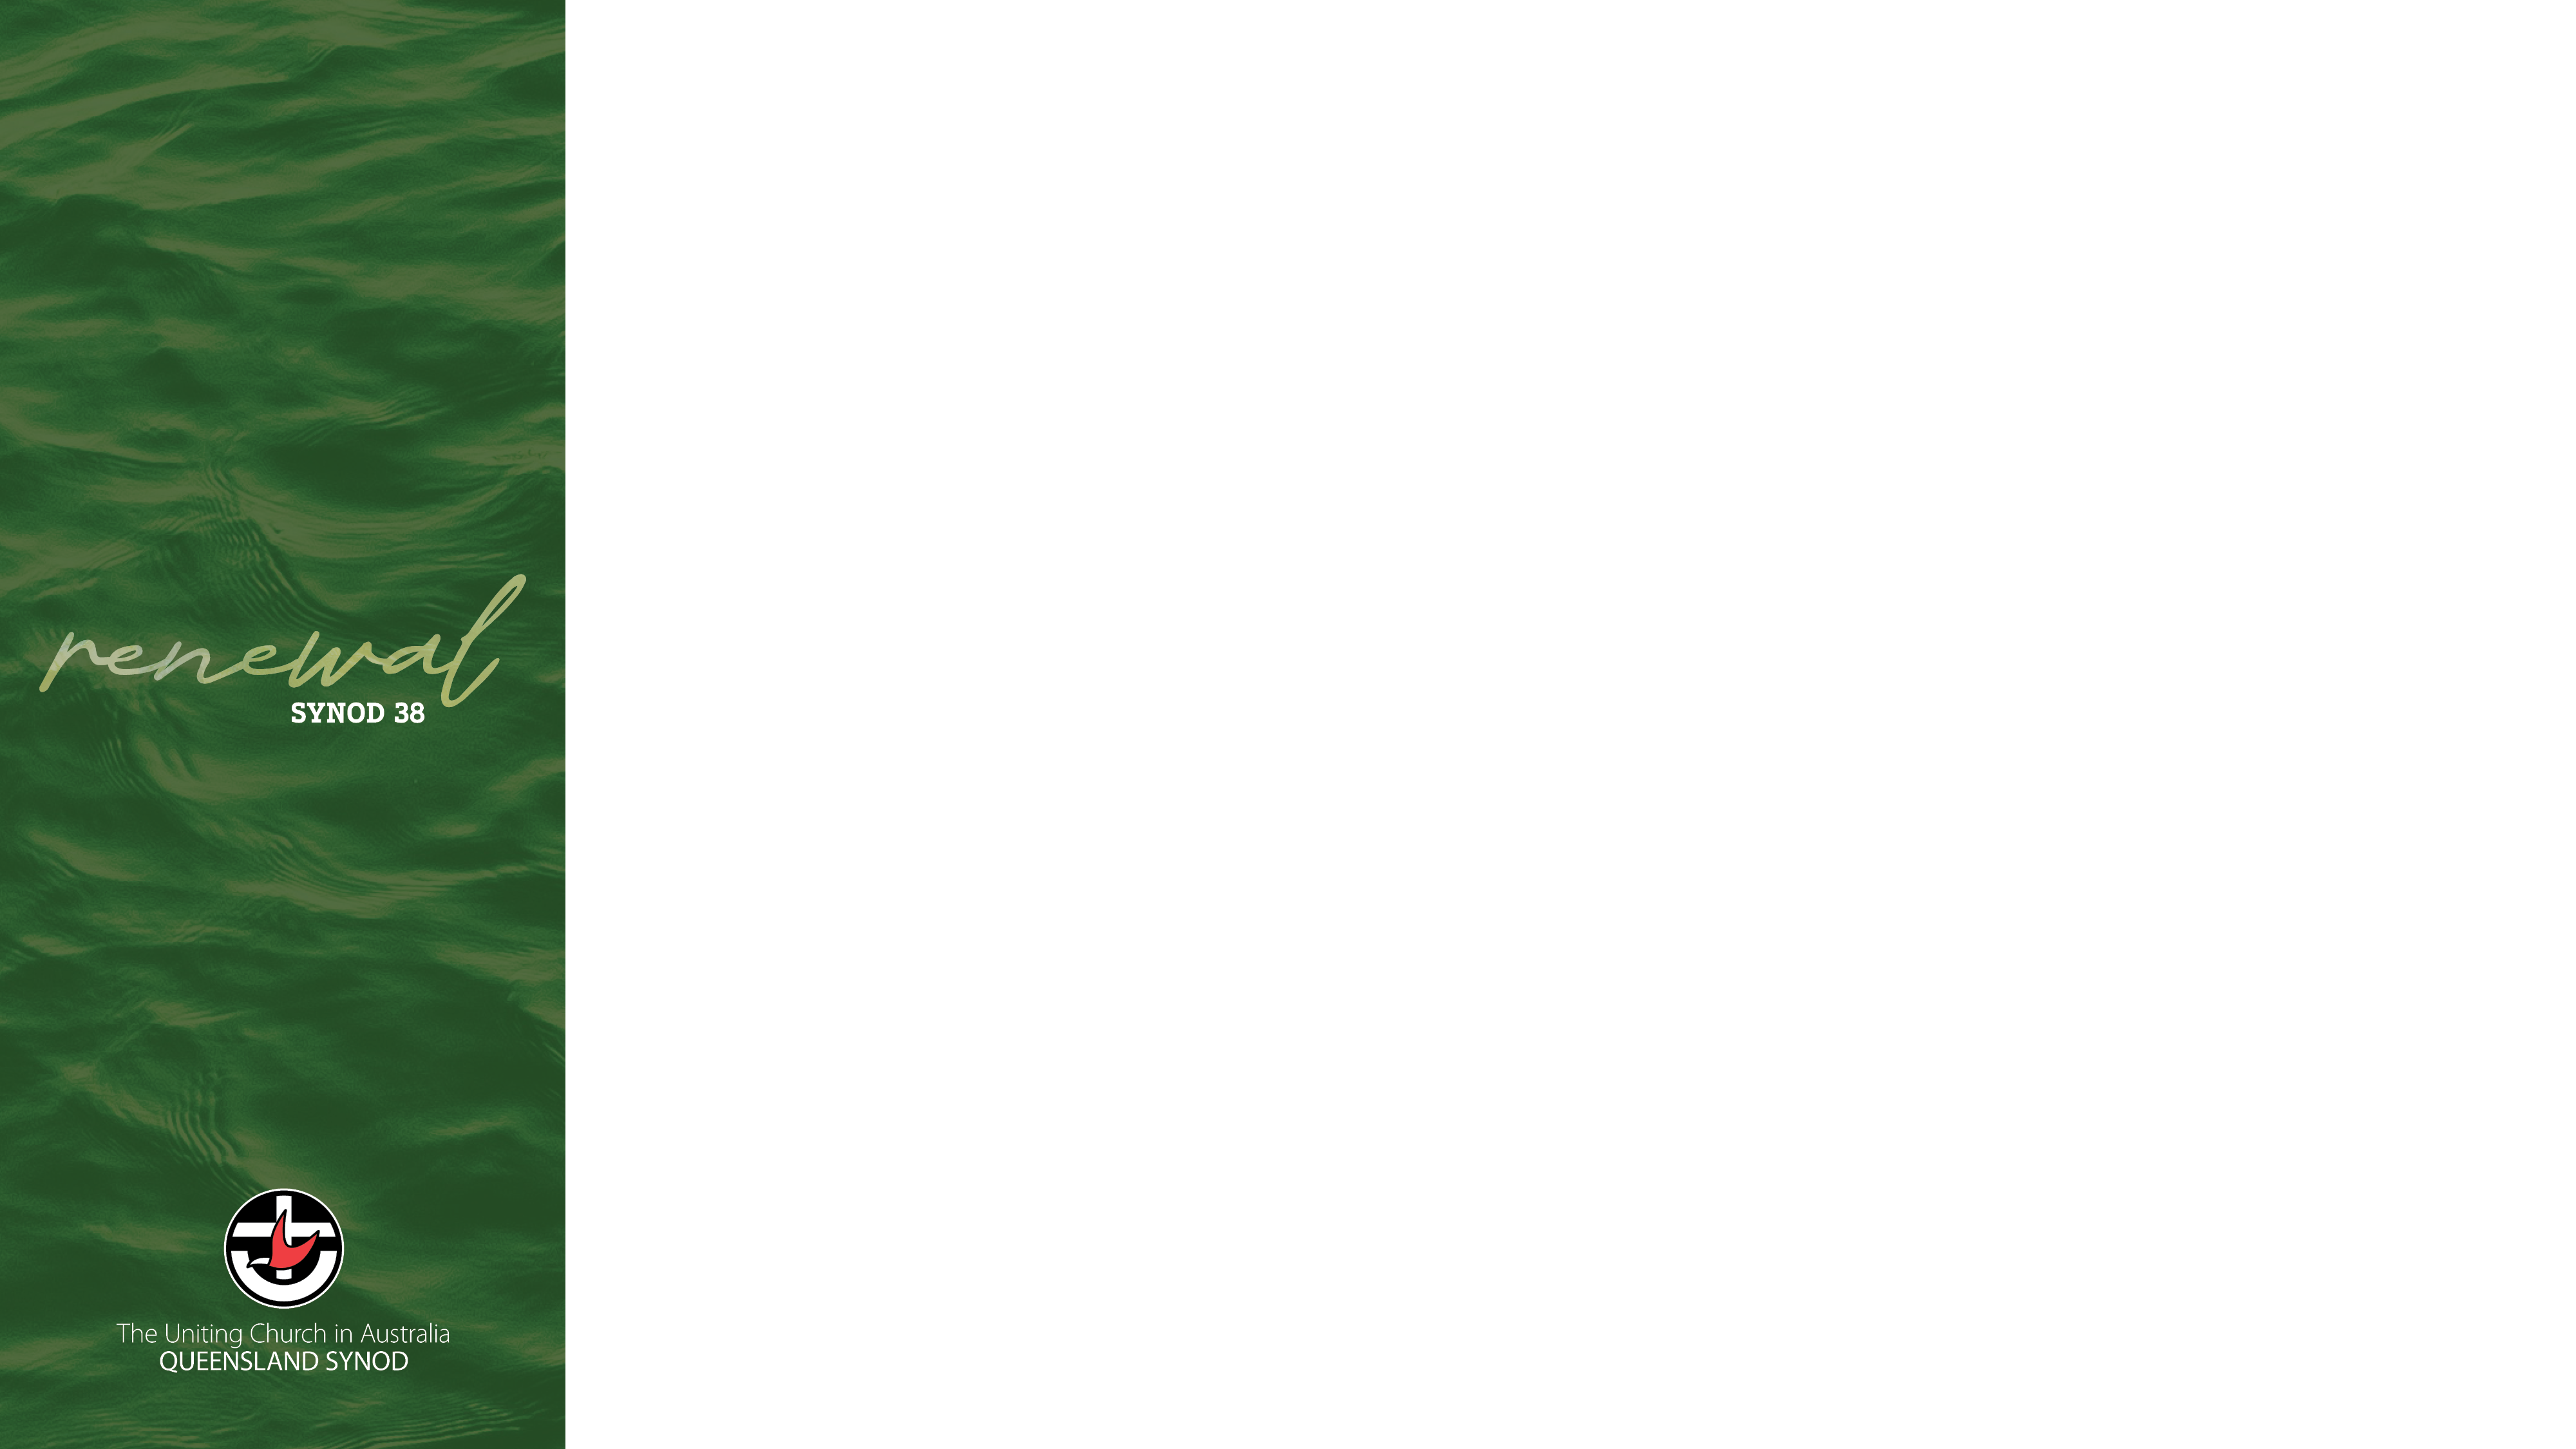 renewal
SYNOD 38
The Uniting Church in Australia
QUEENSLAND SYNOD